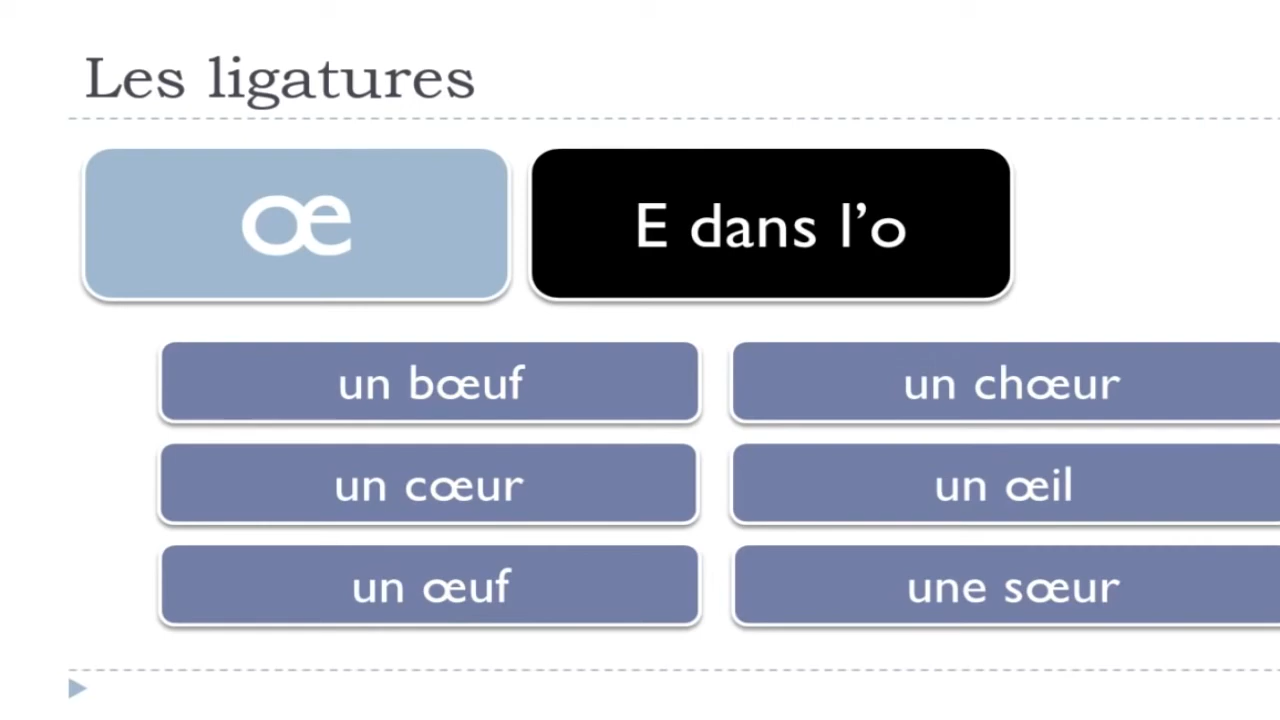 Les ligatures
œ
E dans l’o
un bœuf
un chœur
un cœur
un œil
un œuf
une sœur